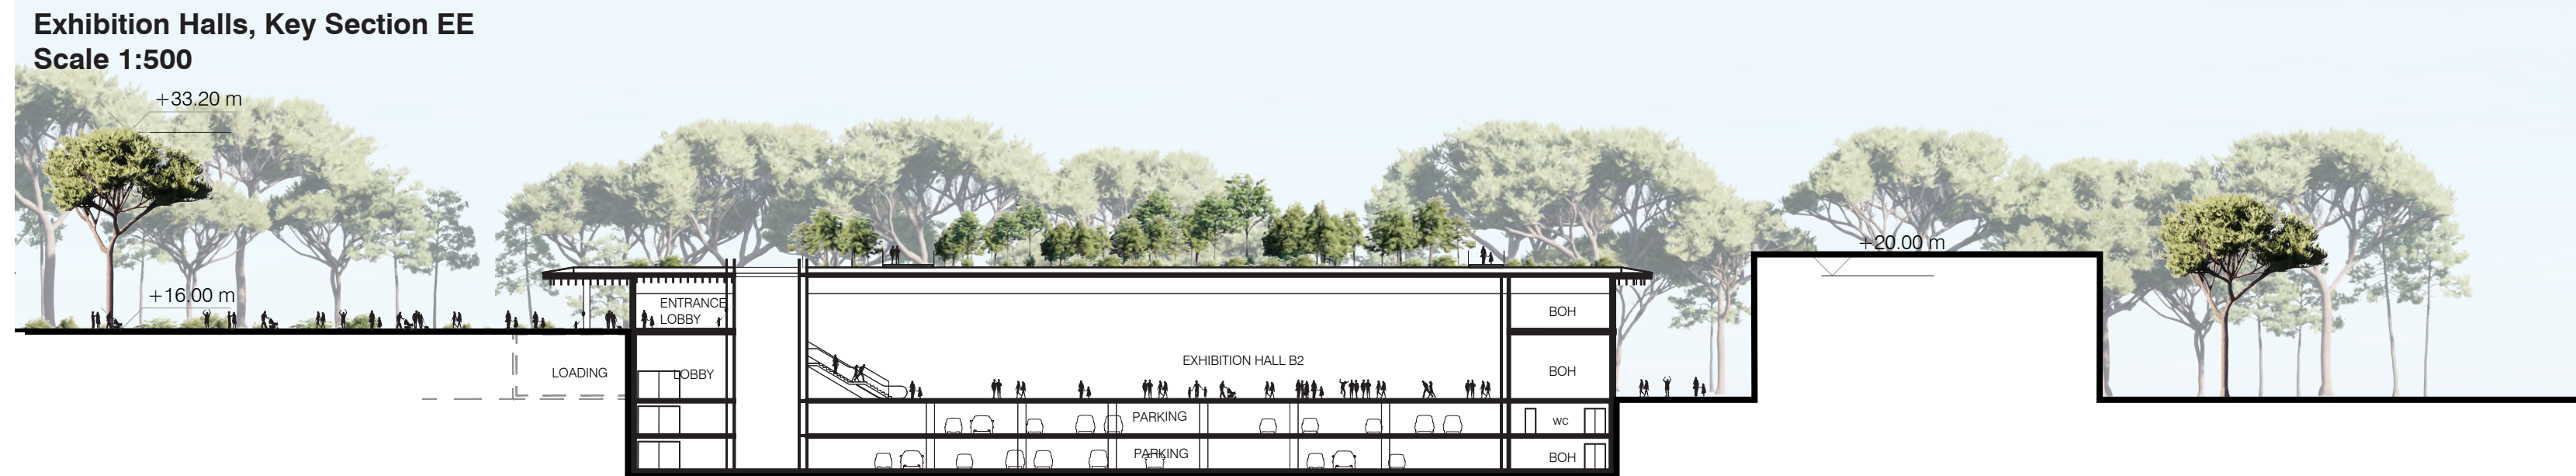 Exhibition Halls, Key Section EE
Scale 1:500
+33.20 m
+20.00 m
+16.00 m
ENTRANCE
LOBBY
BOH
EXHIBITION HALL B2
LOADING
LOBBY
BOH
PARKING
WC
PARKING
BOH